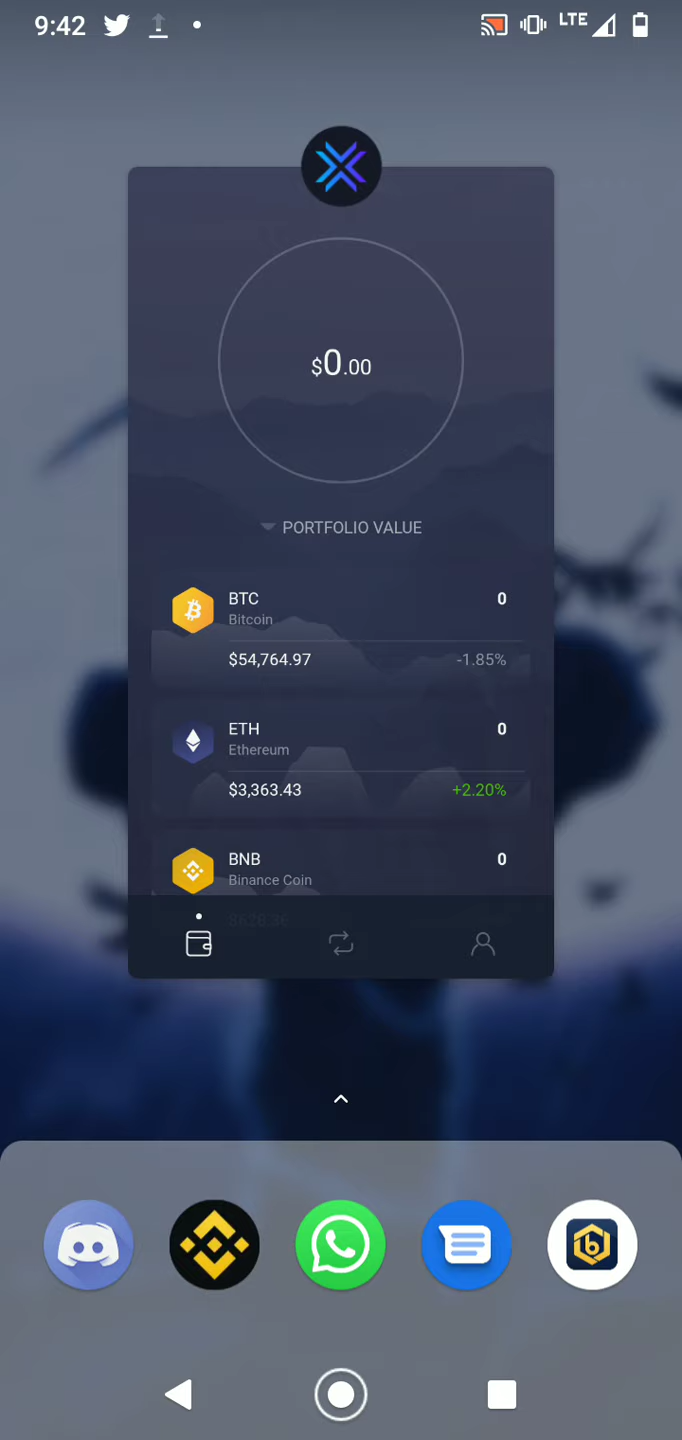 9:42
LTE
$0.00
PORTFOLIO VALUE
BTC 0
Bitcoin
$54,764.97 -1.85%
ETH 0
Ethereum
$3,363.43 +2.20%
BNB 0
Binance Coin